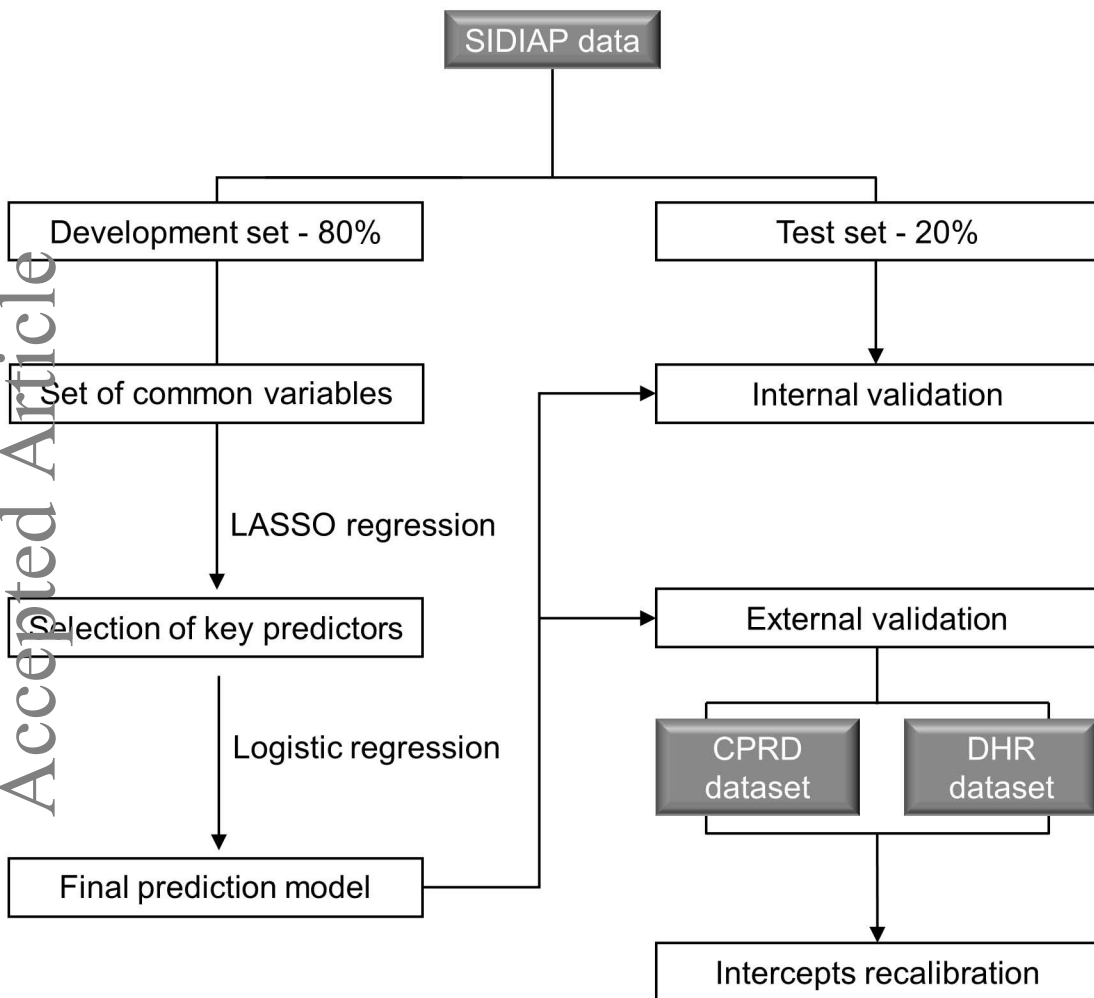 SIDIAP data
Development set - 80%
Test set - 20%
Set of common variables
Internal validation
LASSO regression
Selection of key predictors
External validation
Logistic regression
CPRD
dataset
DHR
dataset
Final prediction model
Intercepts recalibration
Accepted Article